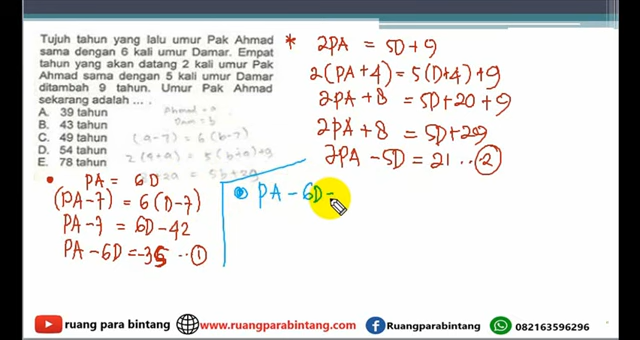 Tujuh tahun yang lalu umur Pak Ahmad
sama dengan 6 kali umur Damar. Empat
tahun yang akan datang 2 kali umur Pak
Ahmad sama dengan 5 kali umur Damar
ditambah 9 tahun. Umur Pak Ahmad
sekarang adalah ... .
A. 39 tahun
B. 43 tahun
C. 49 tahun
D. 54 tahun
E. 78 tahun
Ahmad = a
(a-7) = 6(b-7)
* 2PA = 5D+9
2(PA+4) = 5(D+4)+9
2PA+8 = 5D+20+9
2PA+8 = 5D+29
2PA-5D = 21 ..②
• PA = 6D
(PA-7) = 6(D-7)
PA-7 = 6D-42
PA-6D = -35 ..①
PA-6D-
ruang para bintang
www.ruangparabintang.com
Ruangparabintang
082163596296